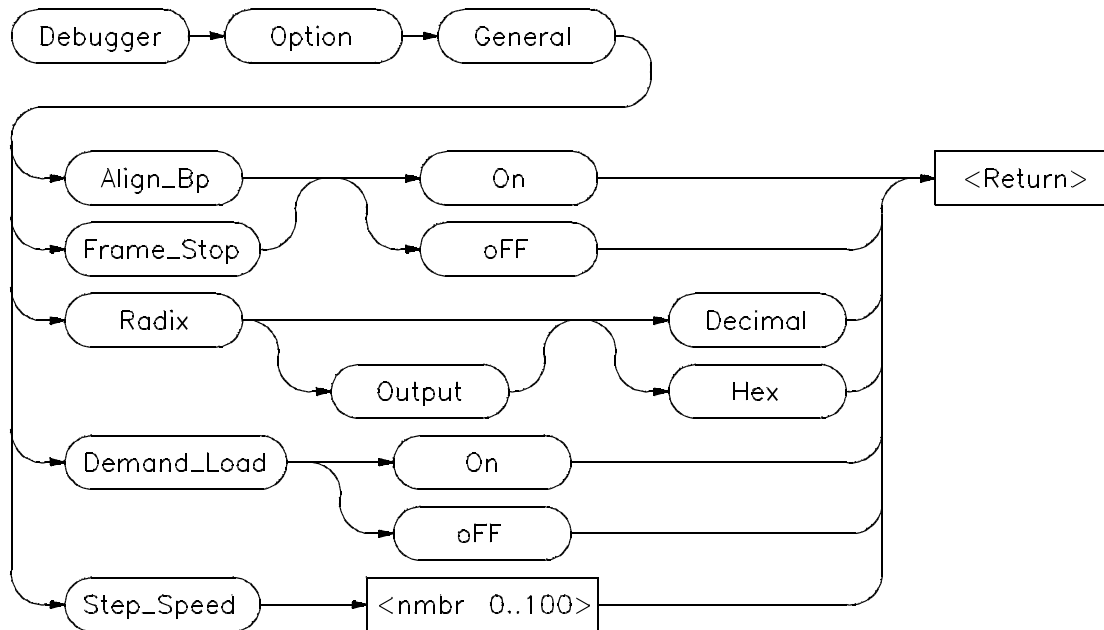 Debugger Option General
Align_Bp On <Return>
Frame_Stop oFF
Radix Decimal
Output Hex
Demand_Load On
oFF
Step_Speed <nmbr 0..100>